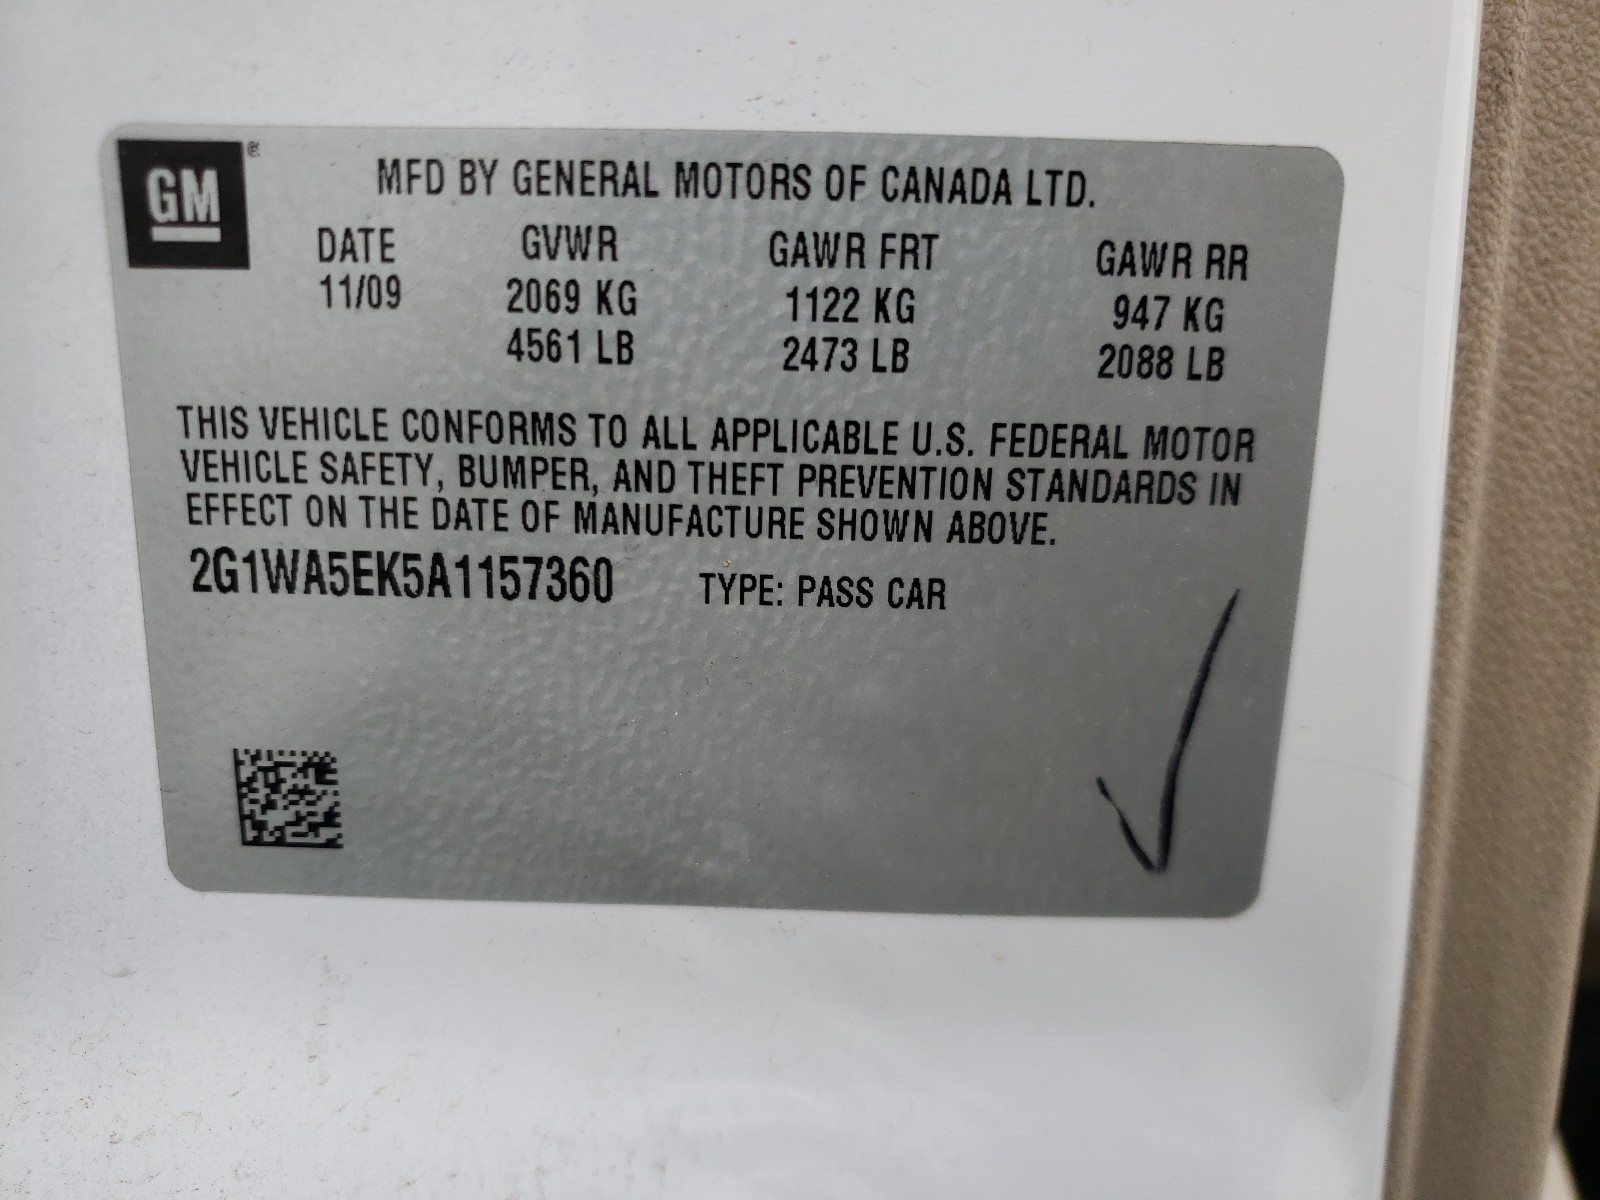 GM ®
MFD BY GENERAL MOTORS OF CANADA LTD.
DATE GVWR GAWR FRT GAWR RR
11/09 2069 KG 1122 KG 947 KG
4561 LB 2473 LB 2088 LB
THIS VEHICLE CONFORMS TO ALL APPLICABLE U.S. FEDERAL MOTOR
VEHICLE SAFETY, BUMPER, AND THEFT PREVENTION STANDARDS IN
EFFECT ON THE DATE OF MANUFACTURE SHOWN ABOVE.
2G1WA5EK5A1157360 TYPE: PASS CAR